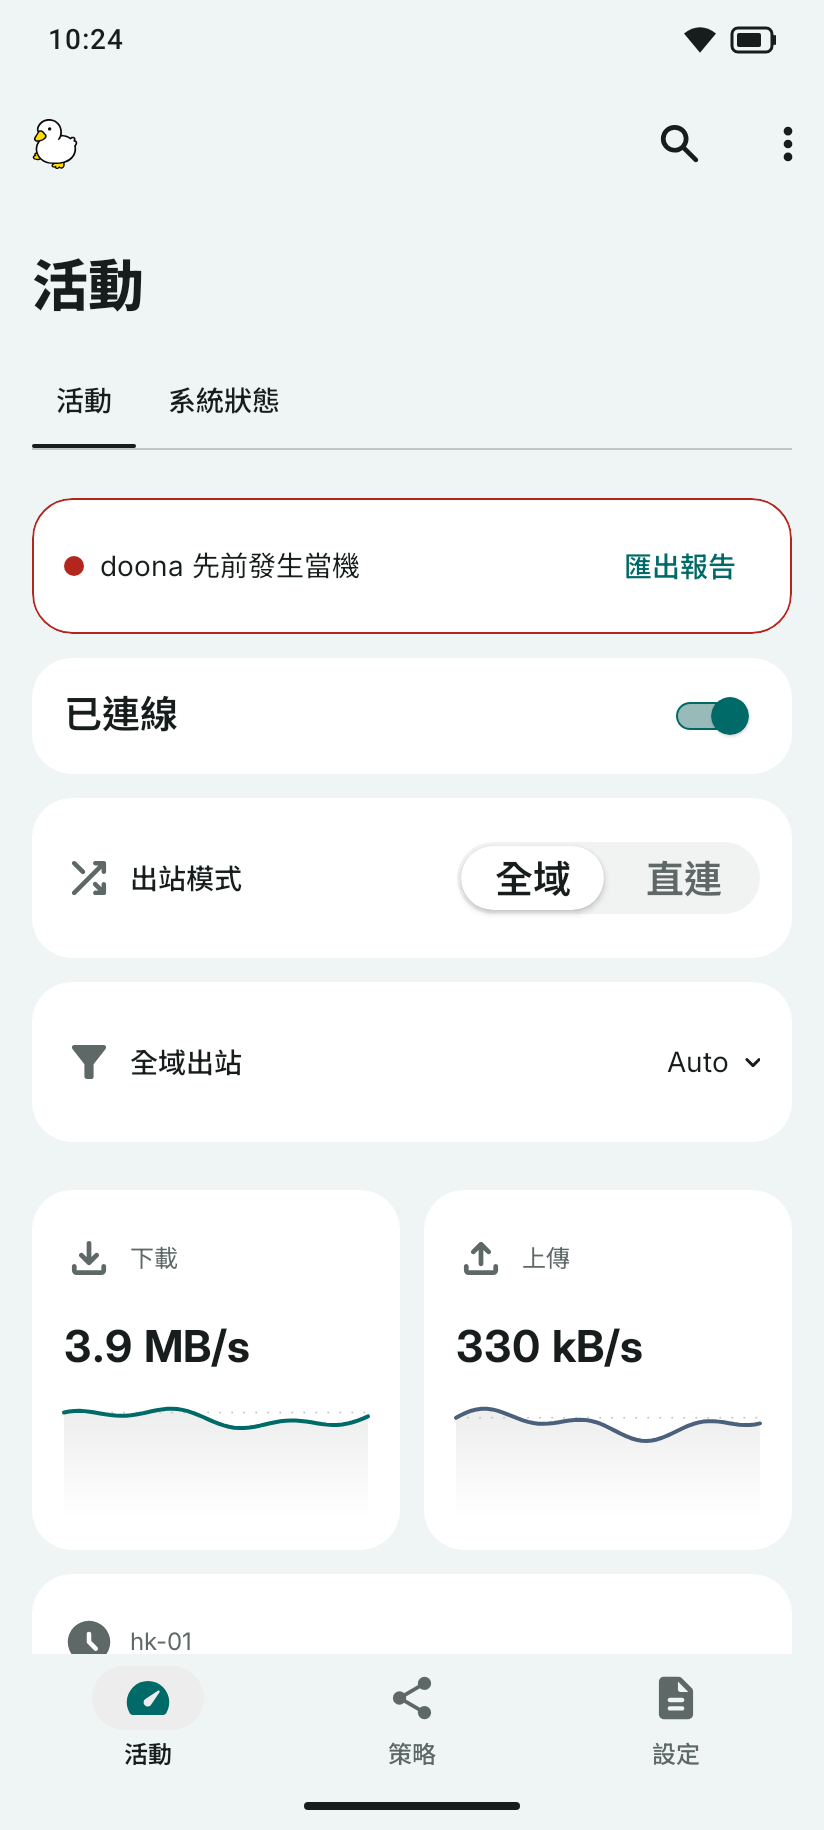 10:24
活動
活動
系統狀態
doona 先前發生當機
匯出報告
已連線
出站模式
全域
直連
全域出站
Auto
下載
上傳
3.9 MB/s
330 kB/s
hk-01
活動
策略
設定